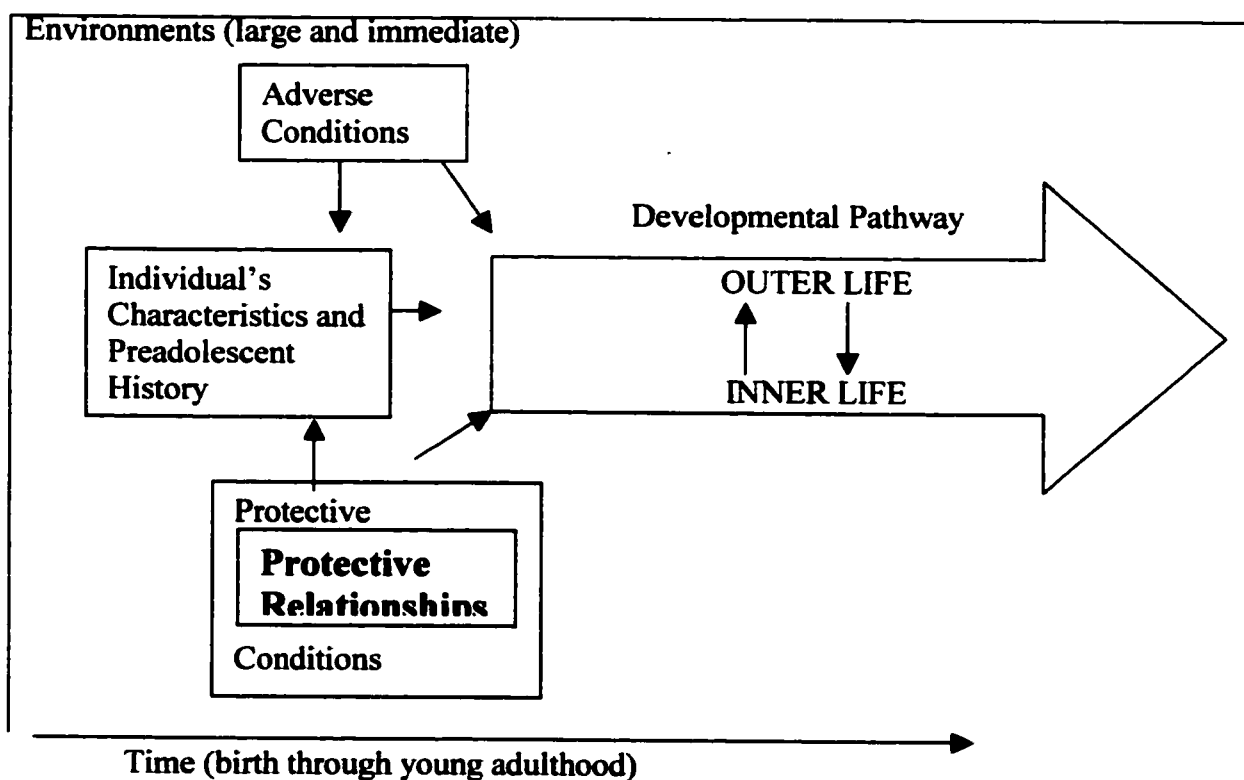 Environments (large and immediate)
Adverse
Conditions
Developmental Pathway
Individual's
Characteristics and
Preadolescent
History
OUTER LIFE
INNER LIFE
Protective
Protective
Relationships
Conditions
Time (birth through young adulthood)